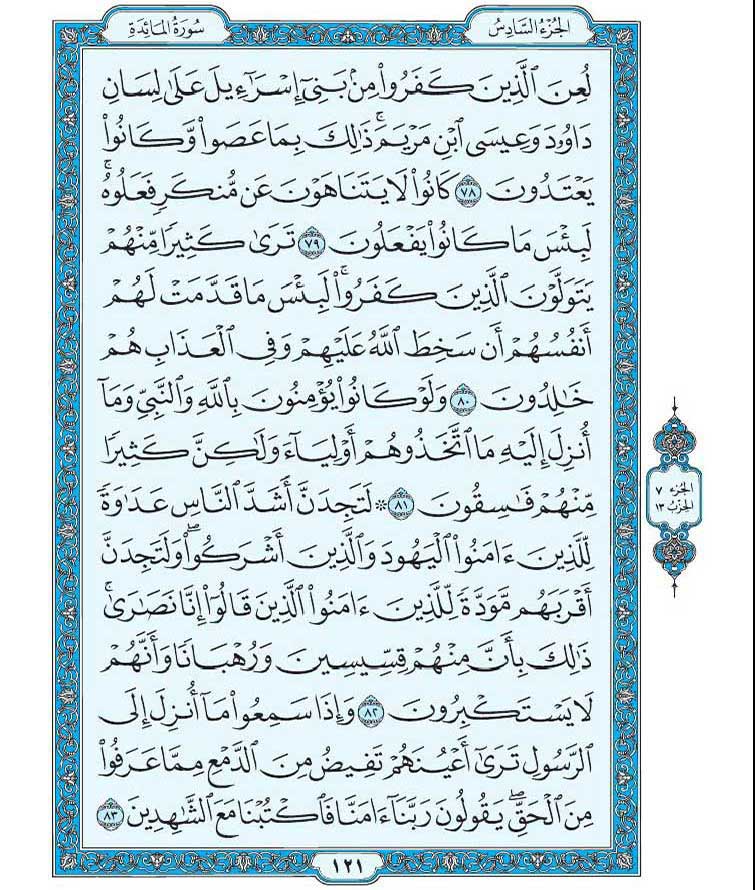 الجُزْءُ السَّادِسُ
سُورَةُ المَائِدَةِ
لُعِنَ ٱلَّذِينَ كَفَرُوا۟ مِنۢ بَنِىٓ إِسْرَٰٓءِيلَ عَلَىٰ لِسَانِ
دَاوُۥدَ وَعِيسَى ٱبْنِ مَرْيَمَ ۚ ذَٰلِكَ بِمَا عَصَوا۟ وَّكَانُوا۟
يَعْتَدُونَ ٧٨ كَانُوا۟ لَا يَتَنَاهَوْنَ عَن مُّنكَرٍ فَعَلُوهُ ۚ
لَبِئْسَ مَا كَانُوا۟ يَفْعَلُونَ ٧٩ تَرَىٰ كَثِيرًا مِّنْهُمْ
يَتَوَلَّوْنَ ٱلَّذِينَ كَفَرُوا۟ ۚ لَبِئْسَ مَا قَدَّمَتْ لَهُمْ
أَنفُسُهُمْ أَن سَخِطَ ٱللَّهُ عَلَيْهِمْ وَفِى ٱلْعَذَابِ هُمْ
خَٰلِدُونَ ٨٠ وَلَوْ كَانُوا۟ يُؤْمِنُونَ بِٱللَّهِ وَٱلنَّبِىِّ وَمَآ
أُنزِلَ إِلَيْهِ مَا ٱتَّخَذُوهُمْ أَوْلِيَآءَ وَلَٰكِنَّ كَثِيرًا
مِّنْهُمْ فَٰسِقُونَ ٨١ ۞ لَتَجِدَنَّ أَشَدَّ ٱلنَّاسِ عَدَٰوَةً
لِّلَّذِينَ ءَامَنُوا۟ ٱلْيَهُودَ وَٱلَّذِينَ أَشْرَكُوا۟ ۖ وَلَتَجِدَنَّ
أَقْرَبَهُم مَّوَدَّةً لِّلَّذِينَ ءَامَنُوا۟ ٱلَّذِينَ قَالُوٓا۟ إِنَّا نَصَٰرَىٰ ۚ
ذَٰلِكَ بِأَنَّ مِنْهُمْ قِسِّيسِينَ وَرُهْبَانًا وَأَنَّهُمْ
لَا يَسْتَكْبِرُونَ ٨٢ وَإِذَا سَمِعُوا۟ مَآ أُنزِلَ إِلَى
ٱلرَّسُولِ تَرَىٰٓ أَعْيُنَهُمْ تَفِيضُ مِنَ ٱلدَّمْعِ مِمَّا عَرَفُوا۟
مِنَ ٱلْحَقِّ ۖ يَقُولُونَ رَبَّنَآ ءَامَنَّا فَٱكْتُبْنَا مَعَ ٱلشَّٰهِدِينَ ٨٣
الجُزْء ٧
الحِزْبُ ١٣
١٢١